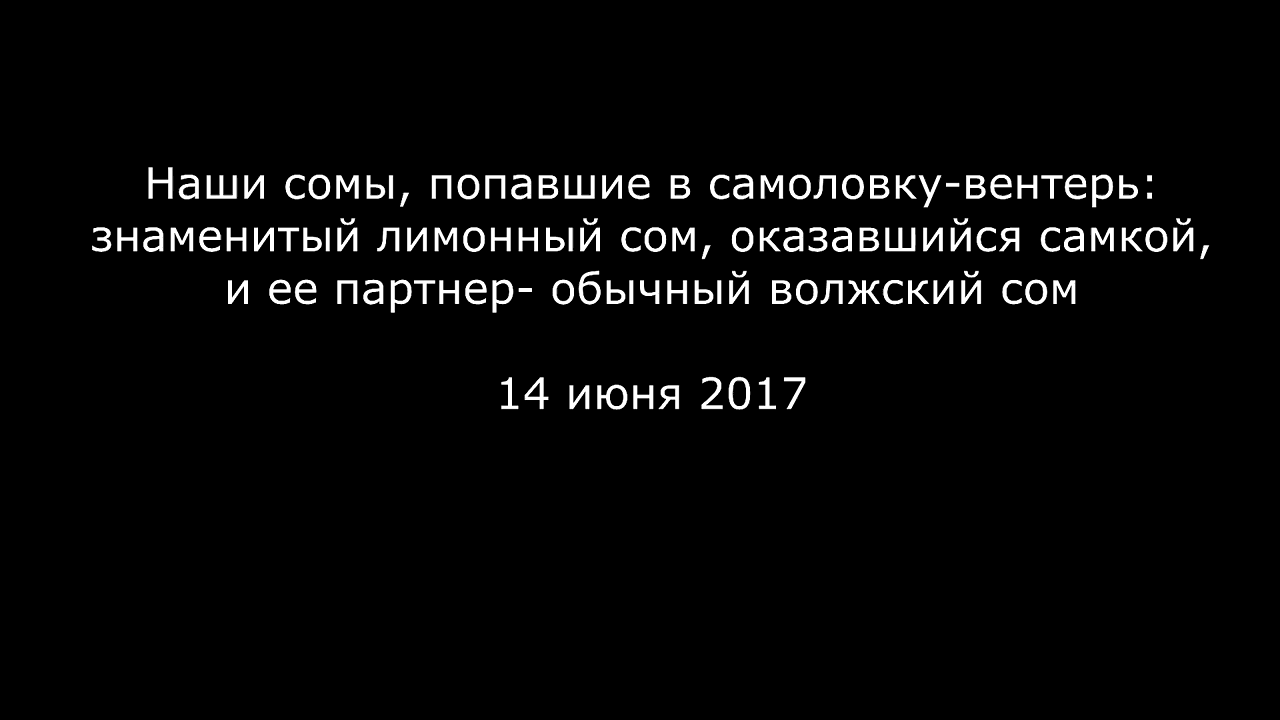 Наши сомы, попавшие в самоловку-вентерь:
знаменитый лимонный сом, оказавшийся самкой,
и ее партнер- обычный волжский сом
14 июня 2017